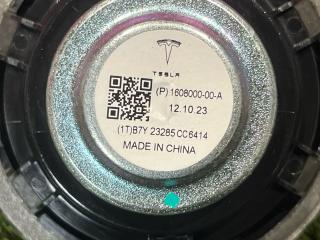 TESLA
(P) 1608000-00-A
12.10.23
(1T)B7Y 23285 CC6414
MADE IN CHINA